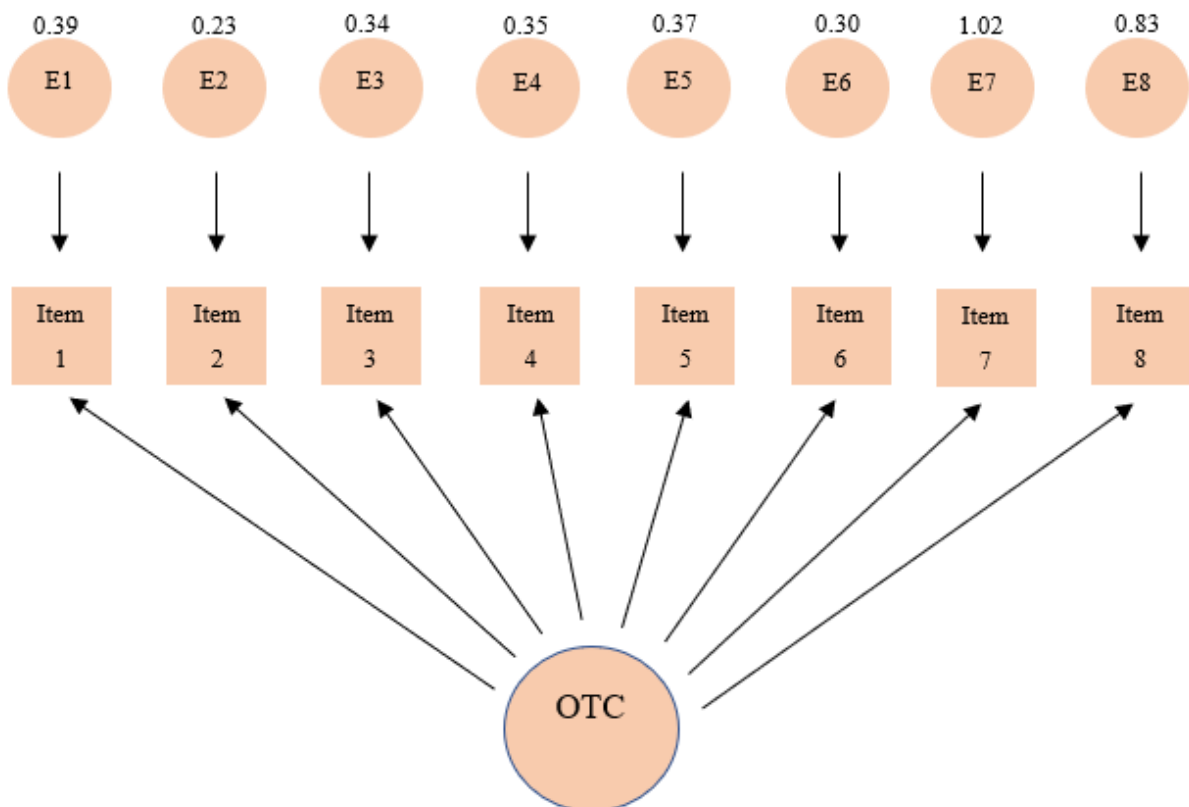 0.39 0.23 0.34 0.35 0.37 0.30 1.02 0.83
E1 E2 E3 E4 E5 E6 E7 E8
Item Item Item Item Item Item Item Item
1 2 3 4 5 6 7 8
OTC